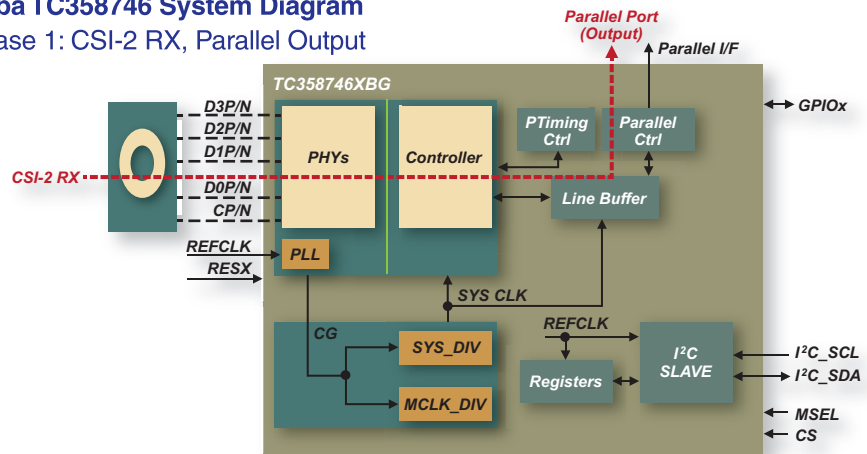 TC358746 System Diagram
1: CSI-2 RX, Parallel Output
Parallel Port
(Output)
Parallel I/F
TC358746XBG
GPIOx
D3P/N
D2P/N
D1P/N
D0P/N
CP/N
CSI-2 RX
PHYs
Controller
PTiming
Ctrl
Parallel
Ctrl
Line Buffer
REFCLK
RESX
PLL
SYS CLK
CG
SYS_DIV
MCLK_DIV
REFCLK
Registers
I²C
SLAVE
I²C_SCL
I²C_SDA
MSEL
CS